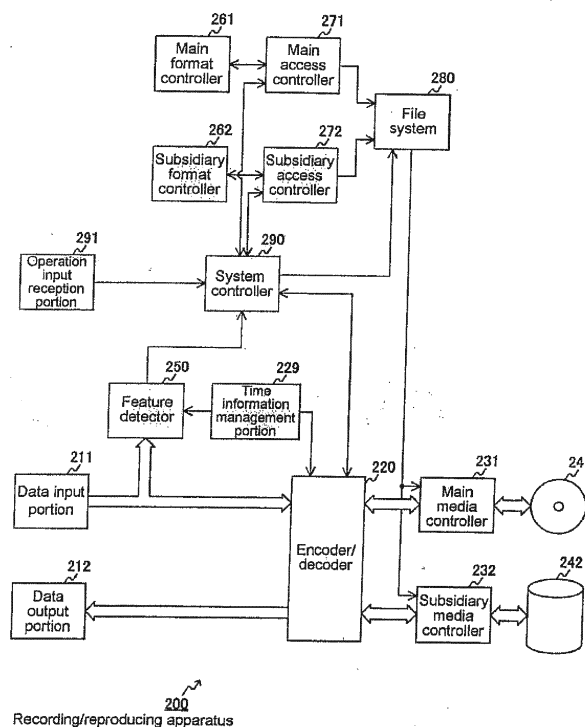 261
Main
format
controller
271
Main
access
controller
280
File
system
262
Subsidiary
format
controller
272
Subsidiary
access
controller
291
Operation
input
reception
portion
290
System
controller
250
Feature
detector
229
Time
information
management
portion
211
Data input
portion
220
Encoder/
decoder
231
Main
media
controller
24
212
Data
output
portion
232
Subsidiary
media
controller
242
200
Recording/reproducing apparatus